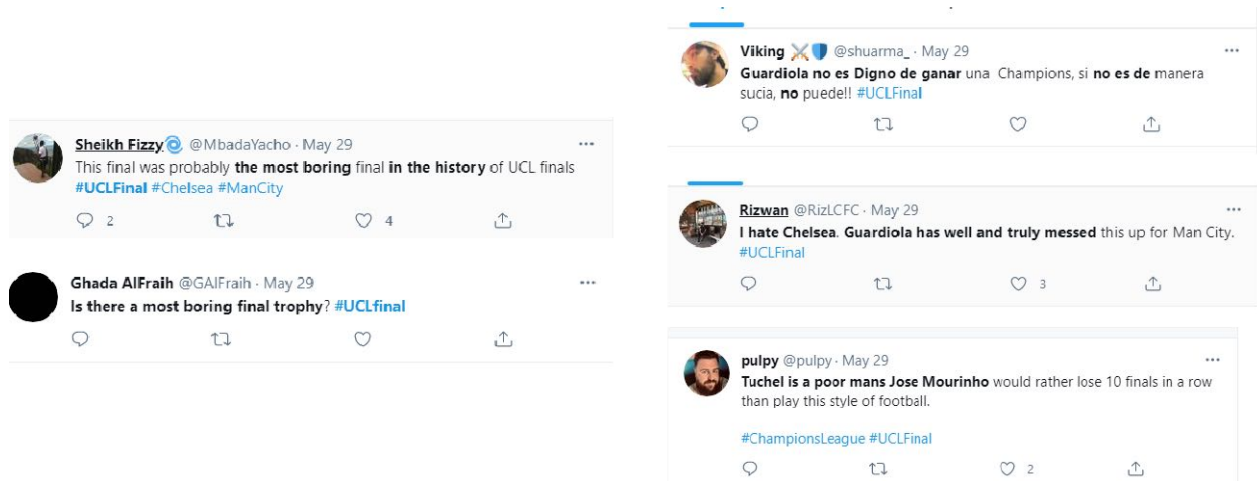 Sheikh Fizzy🌀 @MbadaYacho · May 29
This final was probably the most boring final in the history of UCL finals
#UCLFinal #Chelsea #ManCity
2 4
Ghada AlFraih @GAlFraih · May 29
Is there a most boring final trophy? #UCLfinal
Viking ⚔️🛡️ @shuarma_ · May 29
Guardiola no es Digno de ganar una Champions, si no es de manera
sucia, no puede!! #UCLFinal
Rizwan @RizLCFC · May 29
I hate Chelsea. Guardiola has well and truly messed this up for Man City.
#UCLFinal
3
pulpy @pulpy · May 29
Tuchel is a poor mans Jose Mourinho would rather lose 10 finals in a row
than play this style of football.
#ChampionsLeague #UCLFinal
2